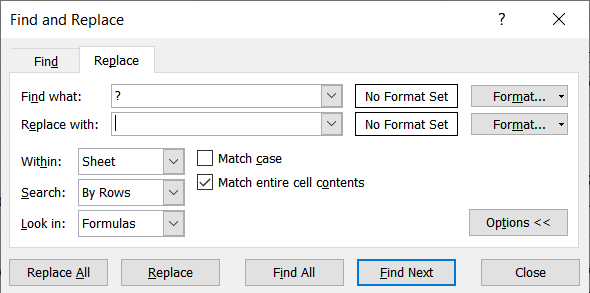 Find and Replace ? ×
Find Replace
Find what: ? No Format Set Format...
Replace with: No Format Set Format...
Within: Sheet Match case
Search: By Rows Match entire cell contents
Look in: Formulas Options <<
Replace All Replace Find All Find Next Close